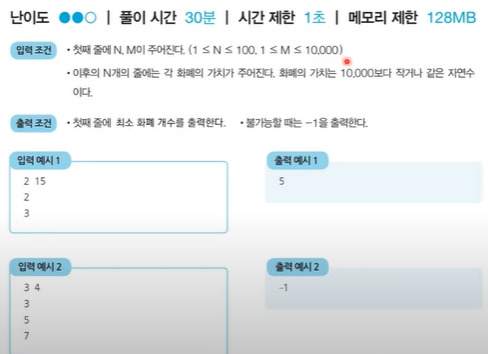 난이도 ●●○ | 풀이 시간 30분 | 시간 제한 1초 | 메모리 제한 128MB
입력 조건 • 첫째 줄에 N, M이 주어진다. (1 ≤ N ≤ 100, 1 ≤ M ≤ 10,000)
• 이후의 N개의 줄에는 각 화폐의 가치가 주어진다. 화폐의 가치는 10,000보다 작거나 같은 자연수
이다.
출력 조건 • 첫째 줄에 최소 화폐 개수를 출력한다. • 불가능할 때는 -1을 출력한다.
입력 예시 1 출력 예시 1
2 15 5
2
3
입력 예시 2 출력 예시 2
3 4 -1
3
5
7